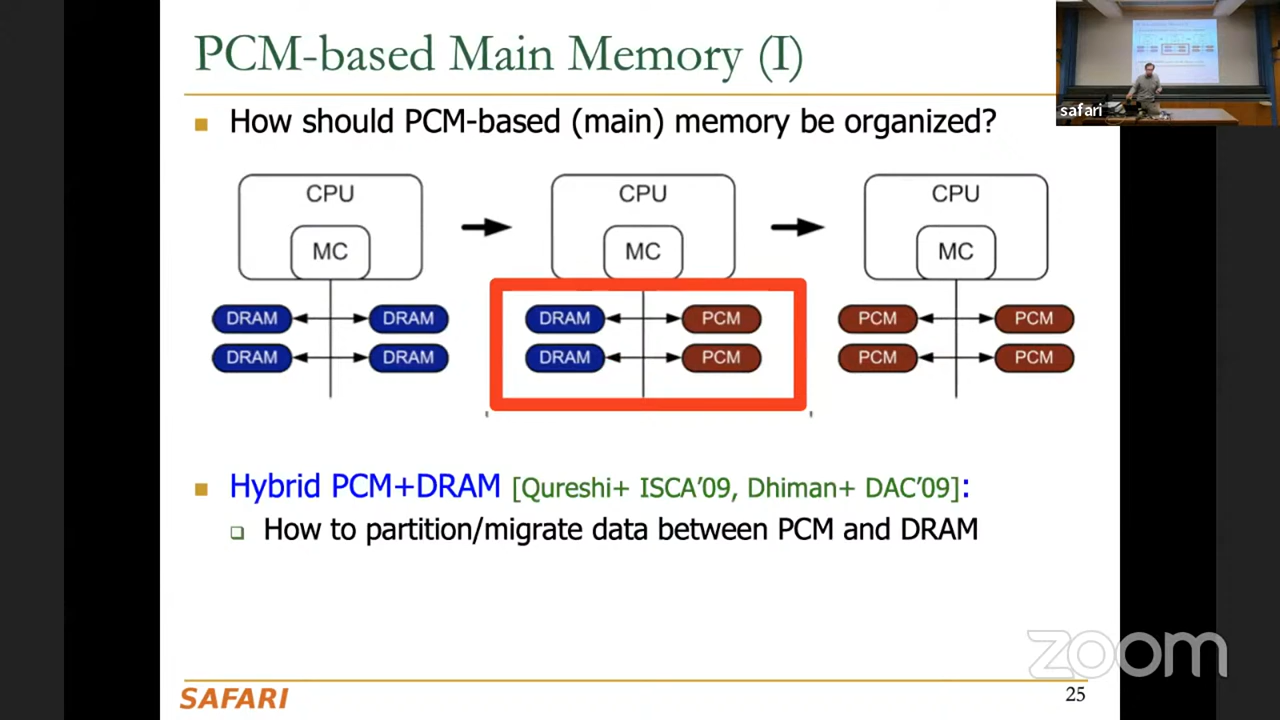 PCM-based Main Memory (I)
safari
How should PCM-based (main) memory be organized?
CPU CPU CPU
MC MC MC
DRAM DRAM DRAM PCM PCM PCM
DRAM DRAM DRAM PCM PCM PCM
Hybrid PCM+DRAM [Qureshi+ ISCA’09, Dhiman+ DAC’09]:
How to partition/migrate data between PCM and DRAM
zoom
SAFARI
25